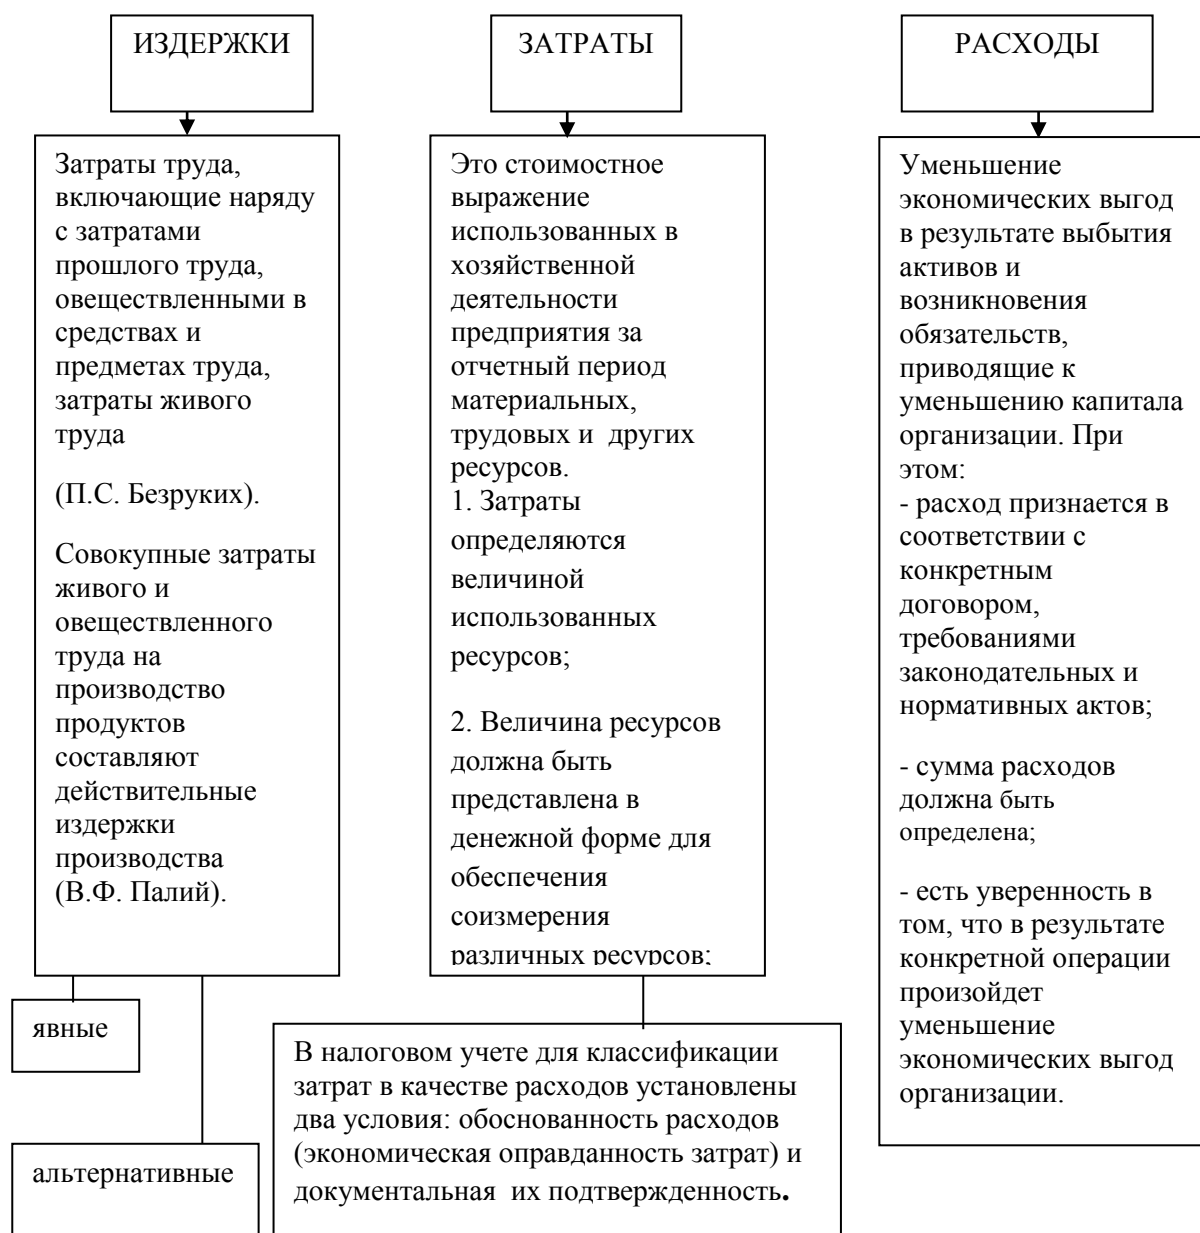 ИЗДЕРЖКИ
Затраты труда,
включающие наряду
с затратами
прошлого труда,
овеществленными в
средствах и
предметах труда,
затраты живого
труда
(П.С. Безруких).
Совокупные затраты
живого и
овеществленного
труда на
производство
продуктов
составляют
действительные
издержки
производства
(В.Ф. Палий).
явные
альтернативные
ЗАТРАТЫ
Это стоимостное
выражение
использованных в
хозяйственной
деятельности
предприятия за
отчетный период
материальных,
трудовых и других
ресурсов.
1. Затраты
определяются
величиной
использованных
ресурсов;
2. Величина ресурсов
должна быть
представлена в
денежной форме для
обеспечения
соизмерения
различных ресурсов;
В налоговом учете для классификации
затрат в качестве расходов установлены
два условия: обоснованность расходов
(экономическая оправданность затрат) и
документальная их подтвержденность.
РАСХОДЫ
Уменьшение
экономических выгод
в результате выбытия
активов и
возникновения
обязательств,
приводящие к
уменьшению капитала
организации. При
этом:
- расход признается в
соответствии с
конкретным
договором,
требованиями
законодательных и
нормативных актов;
- сумма расходов
должна быть
определена;
- есть уверенность в
том, что в результате
конкретной операции
произойдет
уменьшение
экономических выгод
организации.